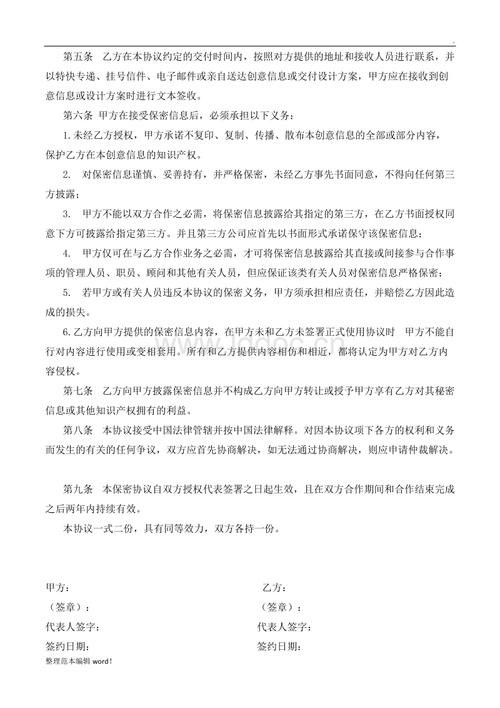 第五条　乙方在本协议约定的交付时间内，按照对方提供的地址和接收人员进行联系，并
以特快专递、挂号信件、电子邮件或亲自送达创意信息或交付设计方案，甲方应在接收到创
意信息或设计方案时进行文本签收。
第六条 甲方在接受保密信息后，必须承担以下义务：
1.未经乙方授权，甲方承诺不复印、复制、传播、散布本创意信息的全部或部分内容，
保护乙方在本创意信息的知识产权。
2.　对保密信息谨慎、妥善持有，并严格保密，未经乙方事先书面同意，不得向任何第三
方披露；
3.　甲方不能以双方合作之必需，将保密信息披露给其指定的第三方，在乙方书面授权同
意下方可披露给指定第三方。并且第三方公司应首先以书面形式承诺保守该保密信息；
4.　甲方仅可在与乙方合作业务之必需，才可将保密信息披露给其直接或间接参与合作事
项的管理人员、职员、顾问和其他有关人员，但应保证该类有关人员对保密信息严格保密；
5.　若甲方或有关人员违反本协议的保密义务，甲方须承担相应责任，并赔偿乙方因此造
成的损失。
6.乙方向甲方提供的保密信息内容，在甲方未和乙方未签署正式使用协议时　甲方不能自
行对内容进行使用或变相套用。所有和乙方提供内容相仿和相近，都将认定为甲方对乙方内
容侵权。
www.lddoc.cn
第七条　乙方向甲方披露保密信息并不构成乙方向甲方转让或授予甲方享有乙方对其秘密
信息或其他知识产权拥有的利益。
第八条　本协议接受中国法律管辖并按中国法律解释。对因本协议项下各方的权利和义务
而发生的有关的任何争议，双方应首先协商解决，如无法通过协商解决，则应申请仲裁解决。
第九条　本保密协议自双方授权代表签署之日起生效，且在双方合作期间和合作结束完成
之后两年内持续有效。
本协议一式二份，具有同等效力，双方各持一份。
甲方：　乙方：
（签章）：　（签章）：
代表人签字：　代表人签字：
签约日期：　签约日期：
整理范本编辑 word！